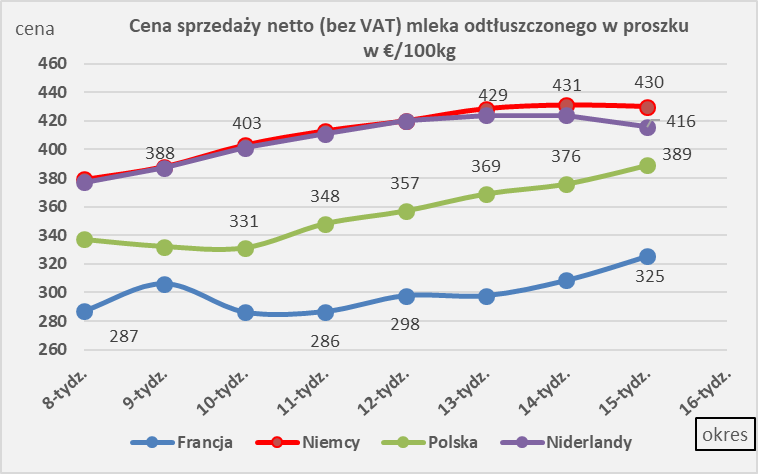 cena
Cena sprzedaży netto (bez VAT) mleka odtłuszczonego w proszku
w €/100kg
460
440
420
400
380
360
340
320
300
280
260
388
403
429
431
430
416
331
348
357
369
376
389
287
286
298
325
8-tydz.
9-tydz.
10-tydz.
11-tydz.
12-tydz.
13-tydz.
14-tydz.
15-tydz.
16-tydz.
okres
Francja
Niemcy
Polska
Niderlandy